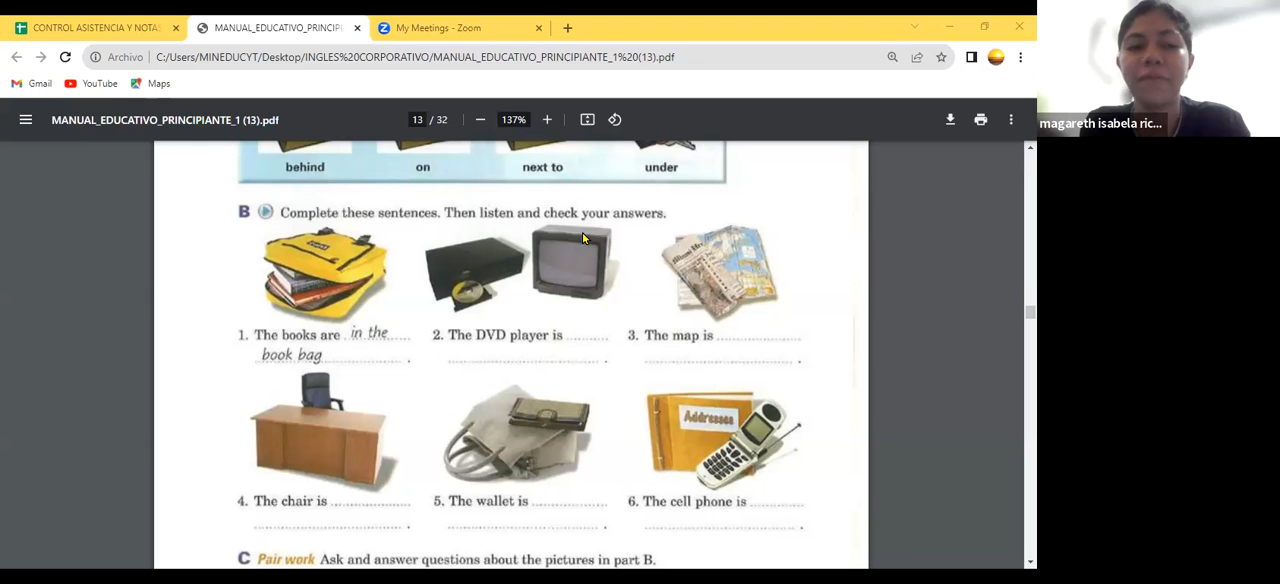 CONTROL ASISTENCIA Y NOTAS
MANUAL_EDUCATIVO_PRINCIPI
My Meetings - Zoom
Archivo
C:/Users/MINEDUCYT/Desktop/INGLES%20CORPORATIVO/MANUAL_EDUCATIVO_PRINCIPIANTE_1%20(13).pdf
Gmail
YouTube
Maps
MANUAL_EDUCATIVO_PRINCIPIANTE_1 (13).pdf
13 / 32
137%
magareth isabela ric...
behind on next to under
B Complete these sentences. Then listen and check your answers.
Addresses
1. The books are in the
book bag.
2. The DVD player is
3. The map is
4. The chair is
5. The wallet is
6. The cell phone is
C Pair work Ask and answer questions about the pictures in part B.